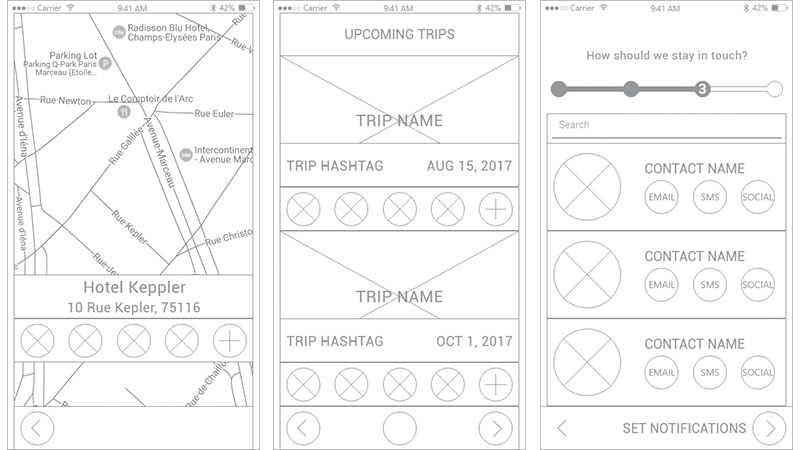 Carrier
9:41 AM
42%
Radisson Blu Hotel,
Champs-Elysées Paris
Parking Lot
Parking Q-Park Paris
Marceau (Etoile...
P
Rue
Rue-V
Rue-Newton
Le Comptoir de l'Arc
Rue-Euler
Avenue d'Iéna
Rue Galilée
Avenue-Marceau
Intercontinent
- Avenue Marc
Rue-Kepler
Avenue d'Iéna
Rue Christo
Hotel Keppler
10 Rue Kepler, 75116
Rue-de-Chaillo
Carrier
9:41 AM
42%
UPCOMING TRIPS
TRIP NAME
TRIP HASHTAG AUG 15, 2017
TRIP NAME
TRIP HASHTAG OCT 1, 2017
Carrier
9:41 AM
42%
How should we stay in touch?
3
Search
CONTACT NAME
EMAIL SMS SOCIAL
CONTACT NAME
EMAIL SMS SOCIAL
CONTACT NAME
EMAIL SMS SOCIAL
SET NOTIFICATIONS